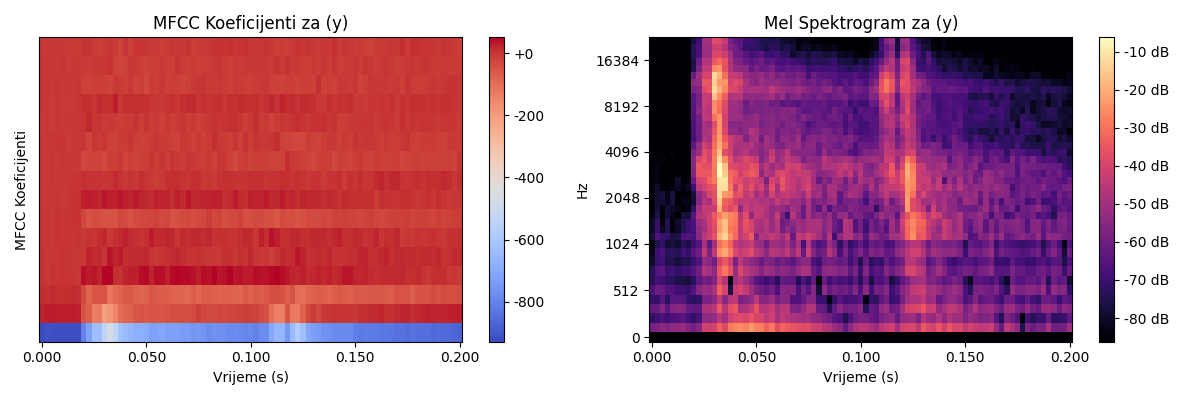 MFCC Koeficijenti za (y)
MFCC Koeficijenti
0.000 0.050 0.100 0.150 0.200
Vrijeme (s)
+0
-200
-400
-600
-800
Mel Spektrogram za (y)
Hz
16384
8192
4096
2048
1024
512
0
0.000 0.050 0.100 0.150 0.200
Vrijeme (s)
-10 dB
-20 dB
-30 dB
-40 dB
-50 dB
-60 dB
-70 dB
-80 dB